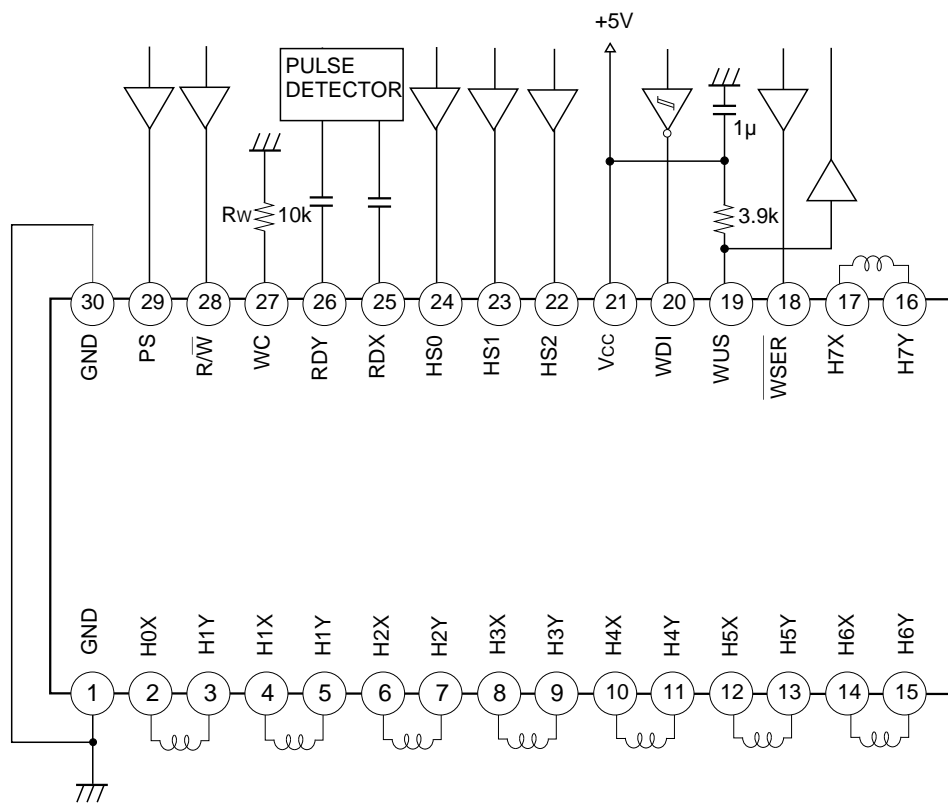 +5V
PULSE
DETECTOR
1µ
RW 10k
3.9k
30 29 28 27 26 25 24 23 22 21 20 19 18 17 16
GND PS R/W WC RDY RDX HS0 HS1 HS2 VCC WDI WUS WSER H7X H7Y
GND H0X H1Y H1X H1Y H2X H2Y H3X H3Y H4X H4Y H5X H5Y H6X H6Y
1 2 3 4 5 6 7 8 9 10 11 12 13 14 15